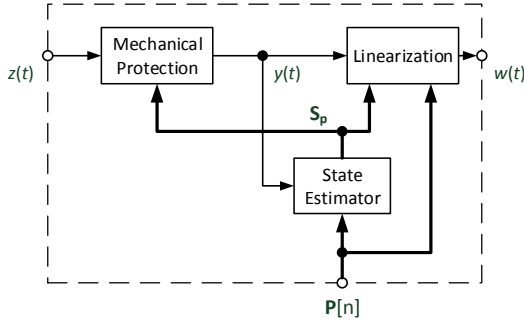 Mechanical
Protection
Linearization
z(t)
y(t)
w(t)
Sp
State
Estimator
P[n]